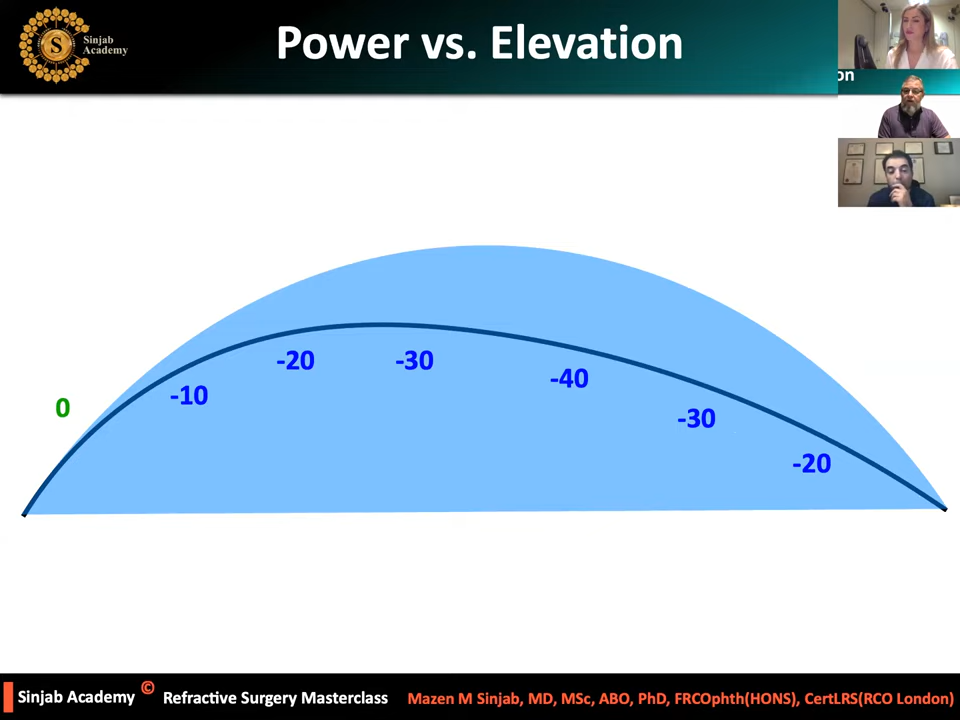 Sinjab
Academy
Power vs. Elevation
on
0
-10
-20
-30
-40
-30
-20
Sinjab Academy © Refractive Surgery Masterclass Mazen M Sinjab, MD, MSc, ABO, PhD, FRCOphth(HONS), CertLRS(RCO London)